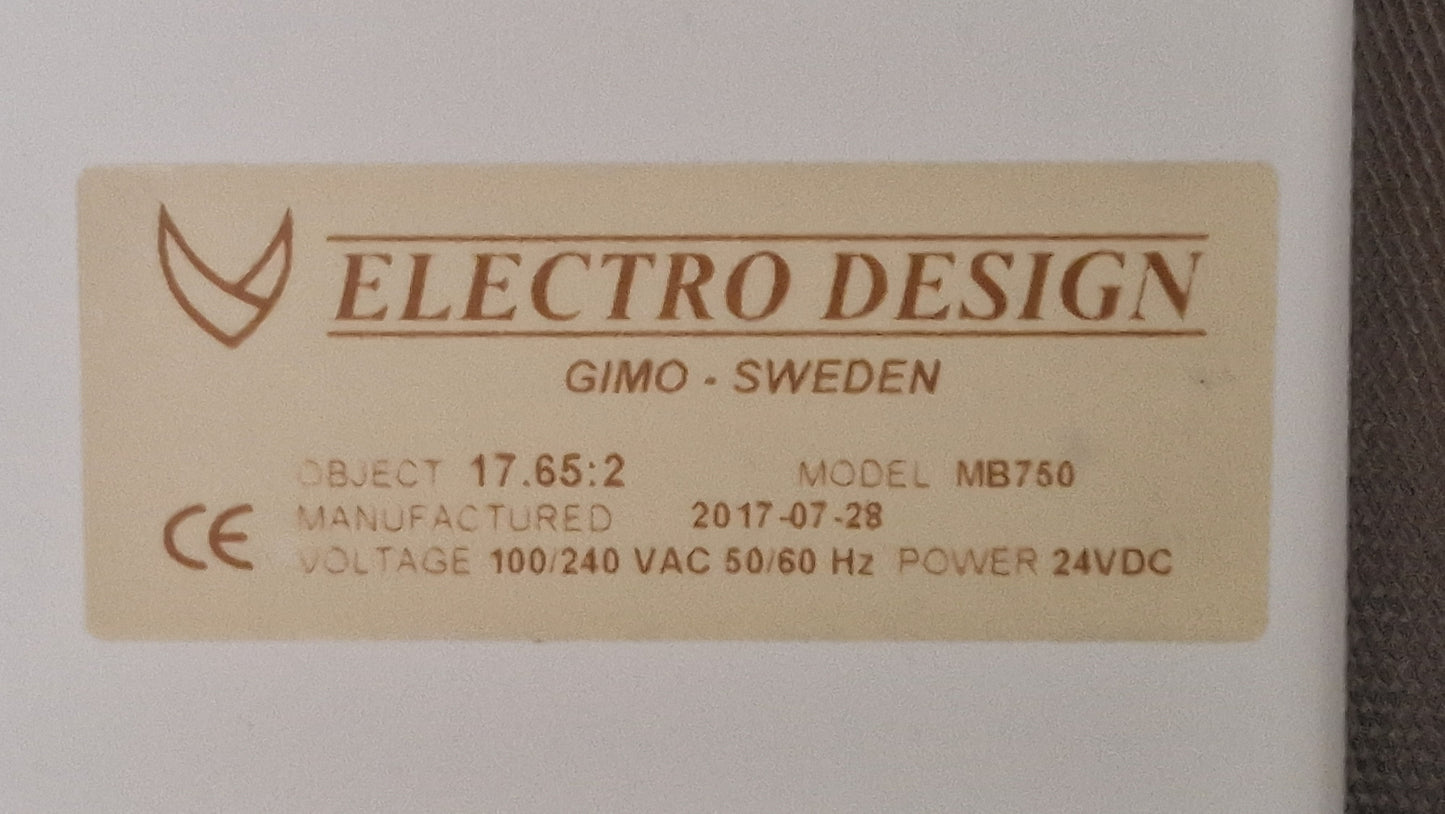 ELECTRO DESIGN
GIMO - SWEDEN
OBJECT 17.65:2 MODEL MB750
CE MANUFACTURED 2017-07-28
VOLTAGE 100/240 VAC 50/60 Hz POWER 24VDC